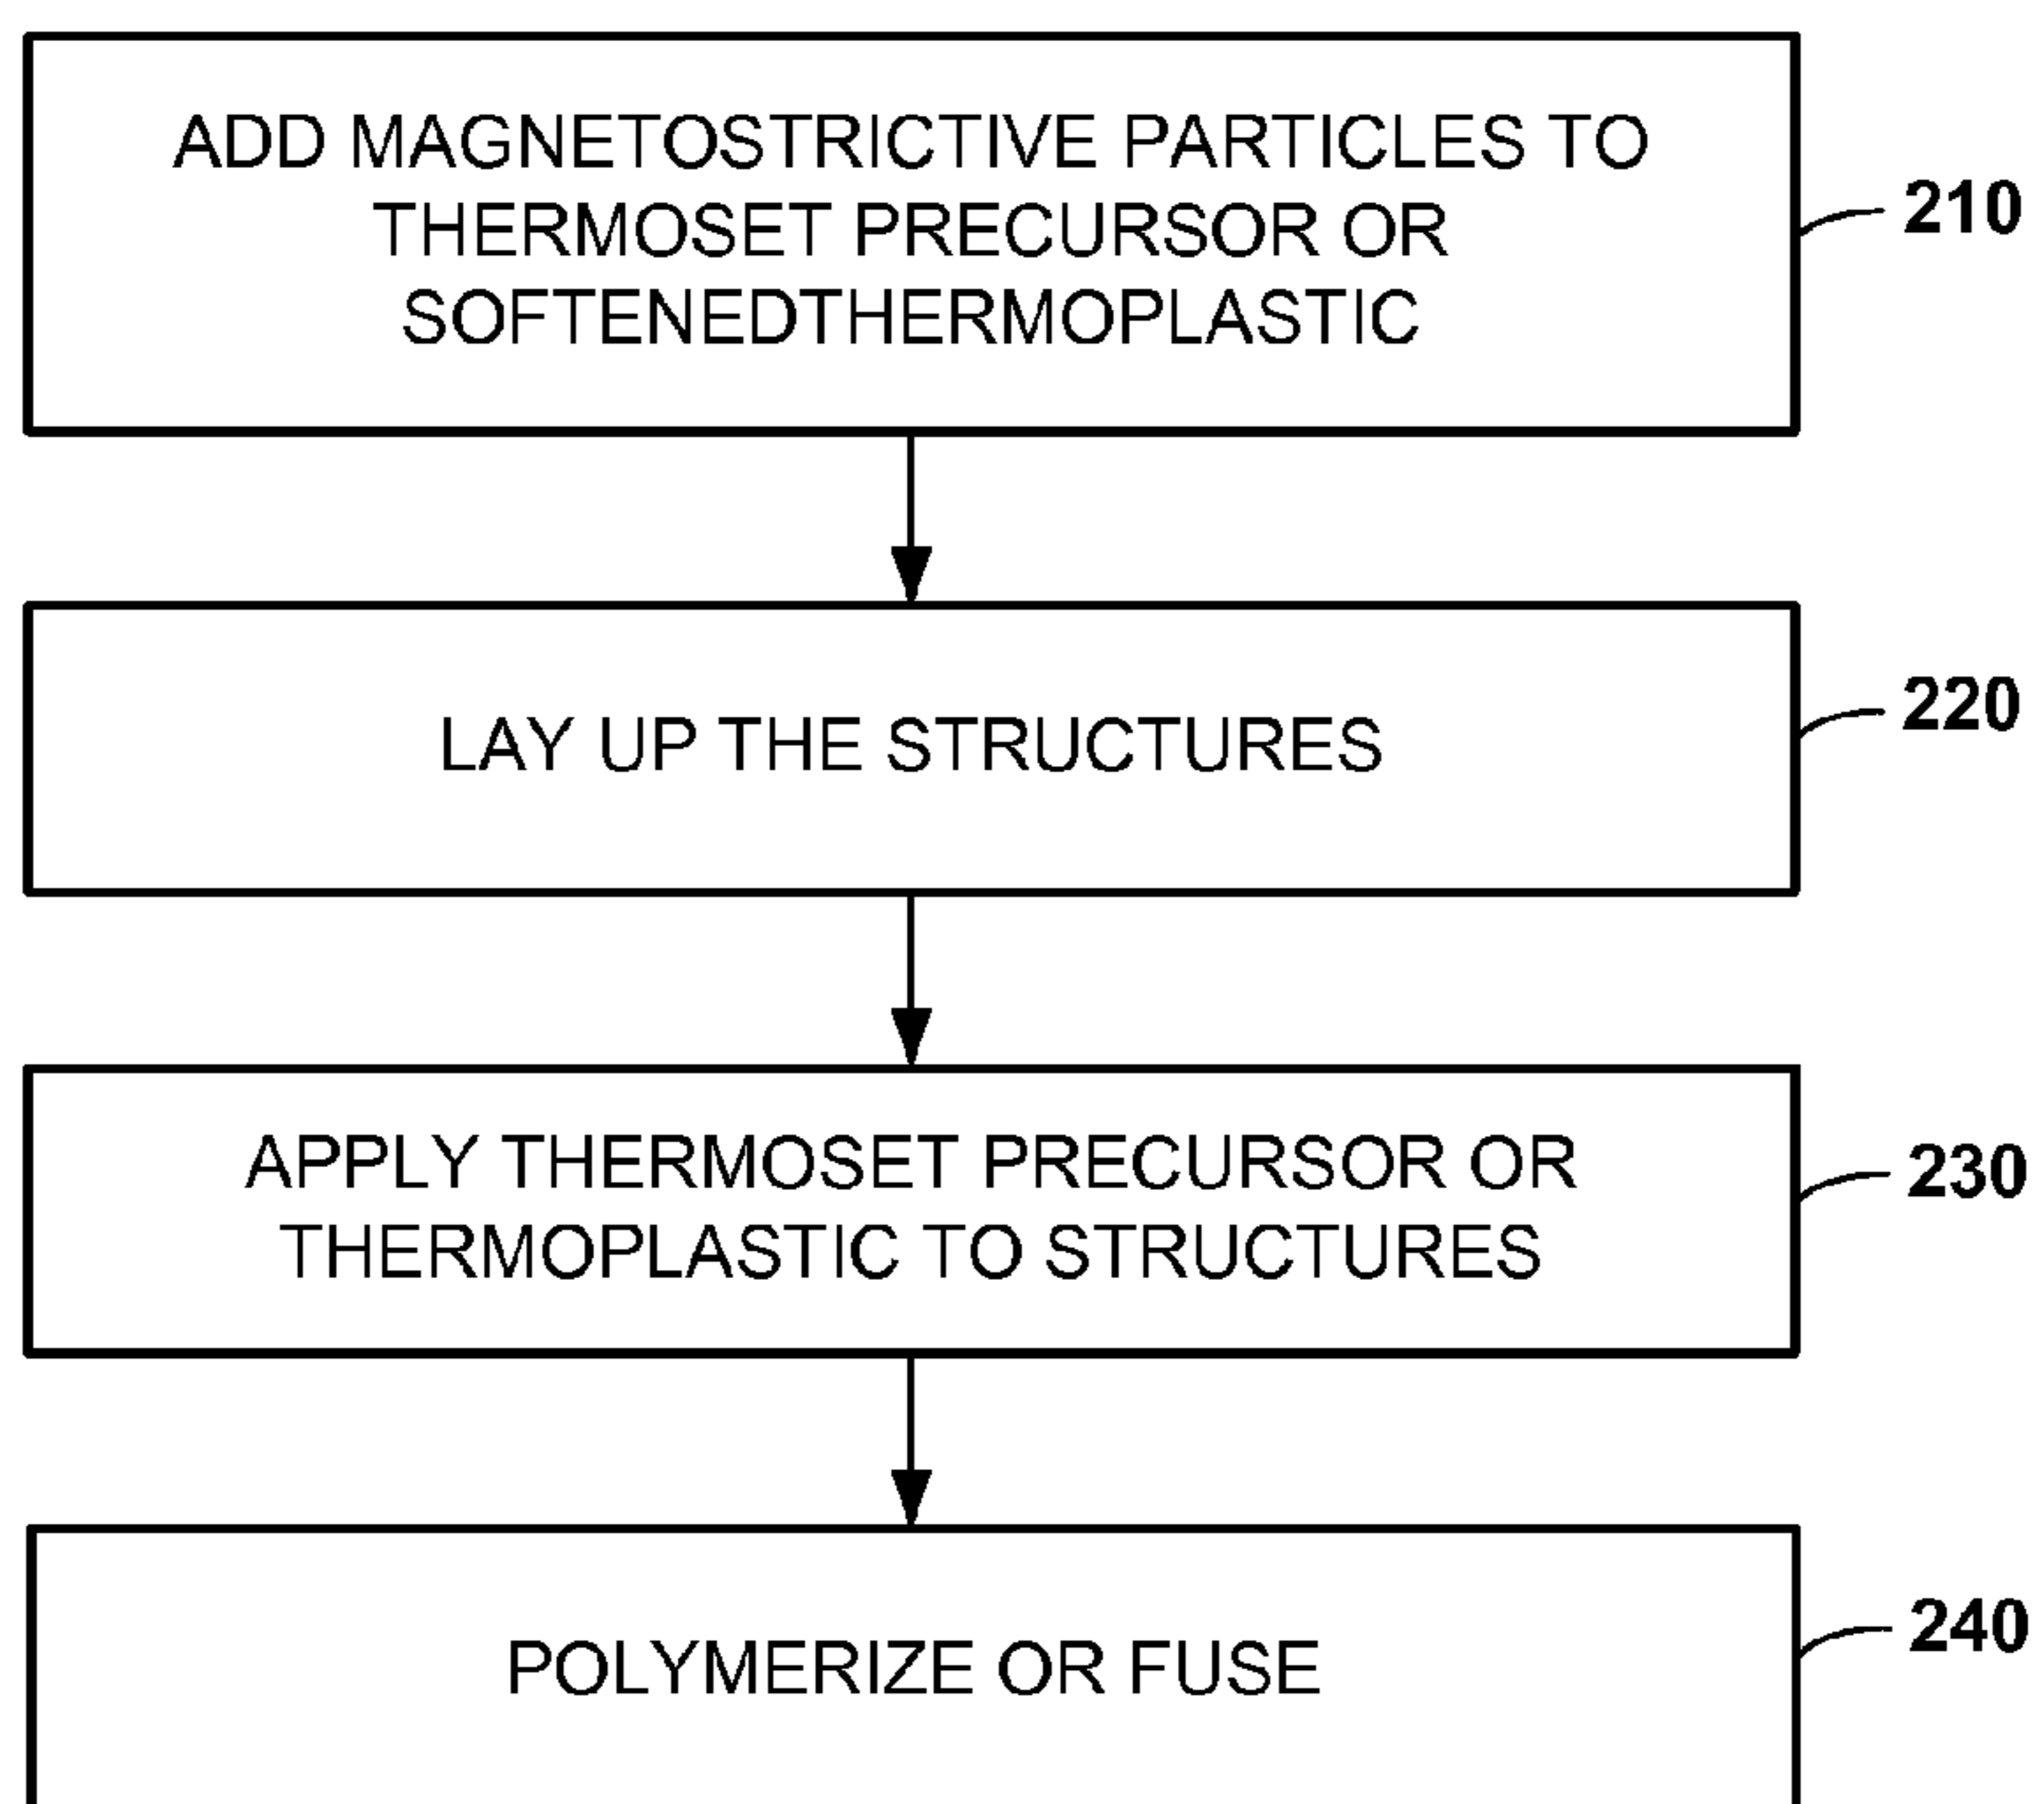 ADD MAGNETOSTRICTIVE PARTICLES TO
THERMOSET PRECURSOR OR
SOFTENEDTHERMOPLASTIC
210
LAY UP THE STRUCTURES
220
APPLY THERMOSET PRECURSOR OR
THERMOPLASTIC TO STRUCTURES
230
POLYMERIZE OR FUSE
240